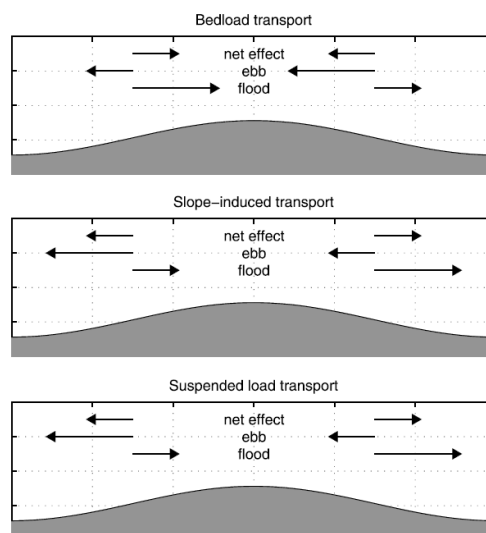 Bedload transport
net effect
ebb
flood
Slope-induced transport
net effect
ebb
flood
Suspended load transport
net effect
ebb
flood